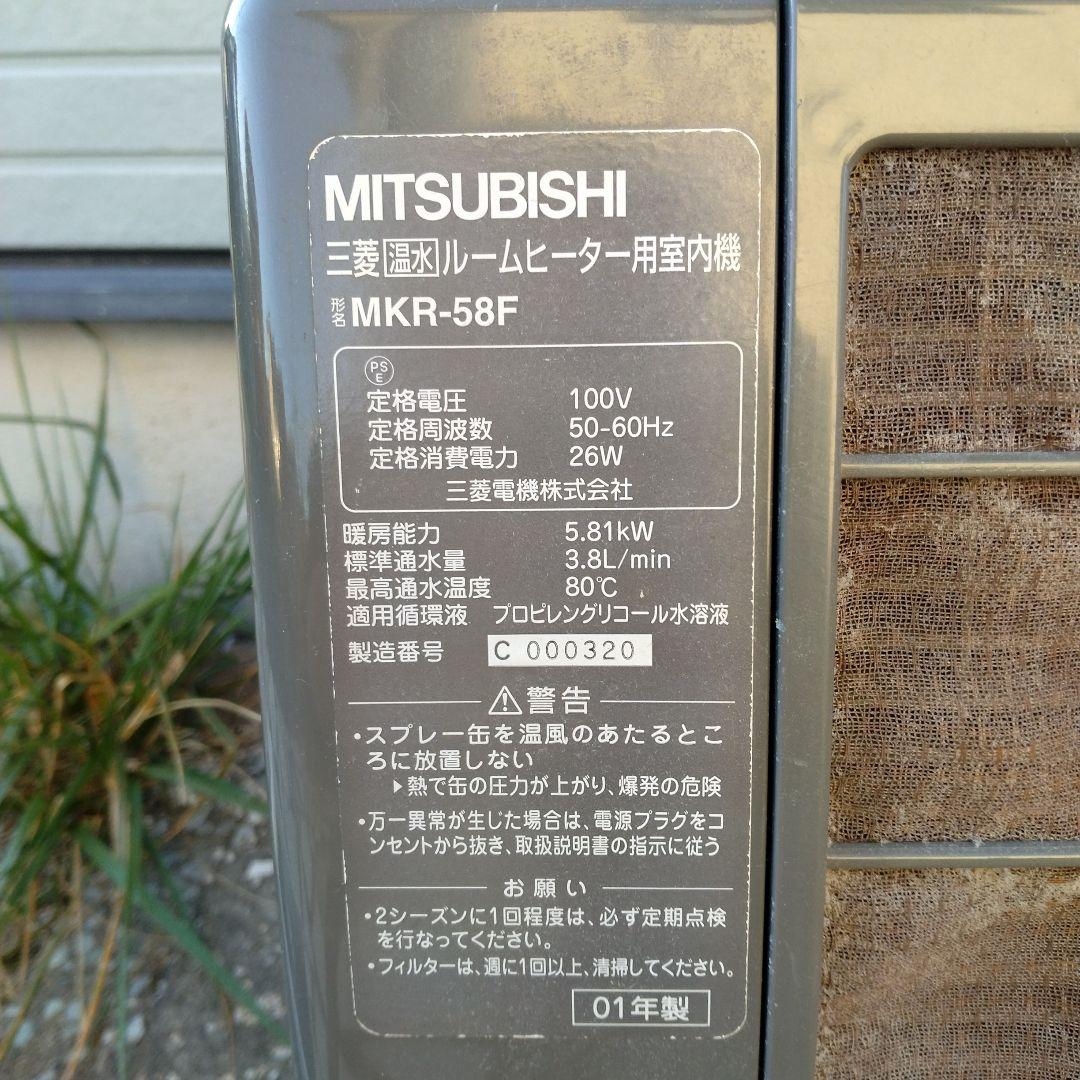 MITSUBISHI
三菱温水ルームヒーター用室内機
形名 MKR-58F
PSE
定格電圧 100V
定格周波数 50-60Hz
定格消費電力 26W
三菱電機株式会社
暖房能力 5.81kW
標準通水量 3.8L/min
最高通水温度 80℃
適用循環液 プロピレングリコール水溶液
製造番号 C 000320
⚠警告
・スプレー缶を温風のあたるとこ
ろに放置しない
▶熱で缶の圧力が上がり、爆発の危険
・万一異常が生じた場合は、電源プラグをコ
ンセントから抜き、取扱説明書の指示に従う
お願い
・2シーズンに1回程度は、必ず定期点検
を行なってください。
・フィルターは、週に1回以上、清掃してください。
01年製